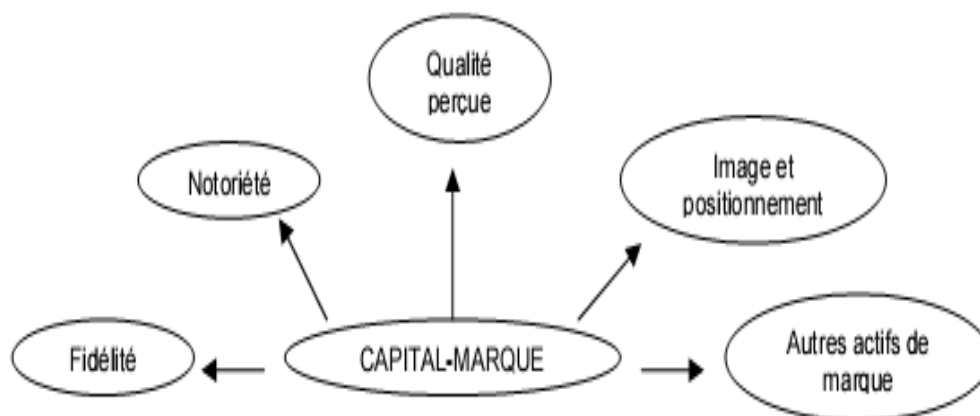 Qualité
perçue
Notoriété
Image et
positionnement
Fidélité
CAPITAL-MARQUE
Autres actifs de
marque